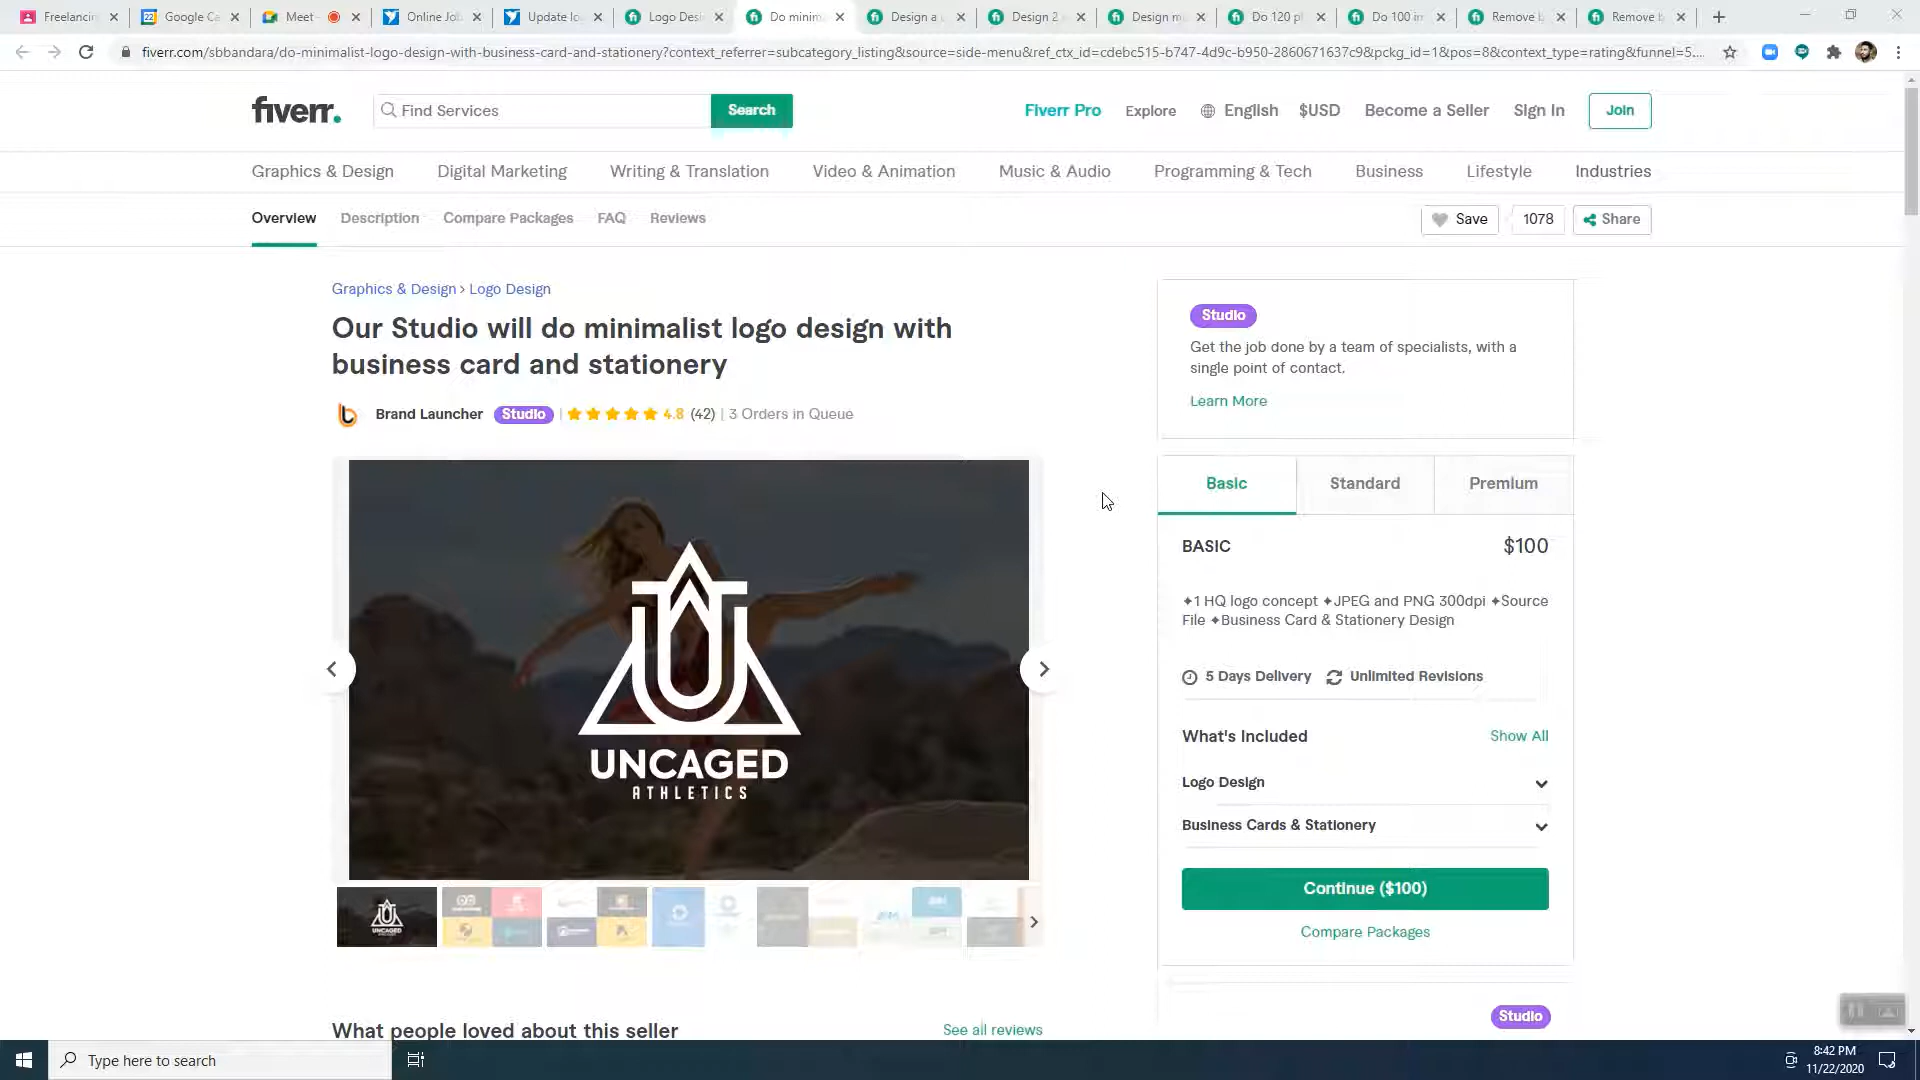 Freelancin
Google Ca
Meet
Online Jo
Update lo
Logo Desi
Do minim
Design a
Design 2
Design m
Do 120 p
Do 100 i
Remove b
Remove b
fiverr.com/sbbandara/do-minimalist-logo-design-with-business-card-and-stationery?context_referrer=subcategory_listing&source=side-menu&ref_ctx_id=cdebc515-b747-4d9c-b950-2860671637c9&pckg_id=1&pos=8&context_type=rating&funnel=5....
fiverr.
Find Services
Search
Fiverr Pro
Explore
English
$USD
Become a Seller
Sign In
Join
Graphics & Design
Digital Marketing
Writing & Translation
Video & Animation
Music & Audio
Programming & Tech
Business
Lifestyle
Industries
Overview
Description
Compare Packages
FAQ
Reviews
Save
1078
Share
Graphics & Design › Logo Design
Our Studio will do minimalist logo design with
business card and stationery
Brand Launcher Studio | 4.8 (42) | 3 Orders in Queue
UNCAGED
ATHLETICS
UNCAGED
What people loved about this seller
See all reviews
Studio
Get the job done by a team of specialists, with a
single point of contact.
Learn More
Basic
Standard
Premium
BASIC
$100
✦1 HQ logo concept ✦JPEG and PNG 300dpi ✦Source
File ✦Business Card & Stationery Design
5 Days Delivery
Unlimited Revisions
What's Included
Show All
Logo Design
Business Cards & Stationery
Continue ($100)
Compare Packages
Studio
Type here to search
8:42 PM
11/22/2020